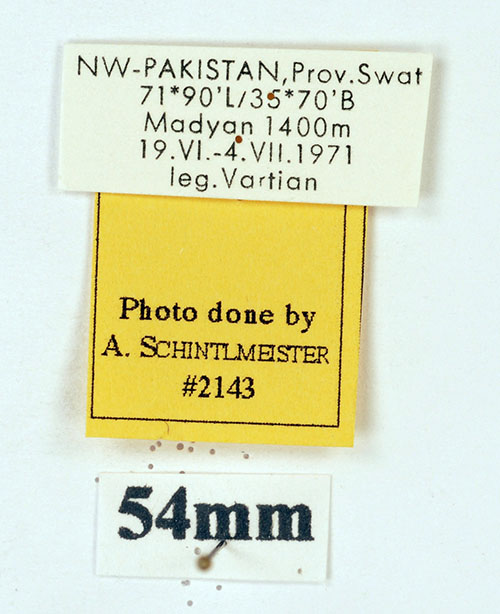 NW-PAKISTAN,Prov.Swat
71*90'L/35*70'B
Madyan 1400m
19.VI.-4.VII.1971
leg.Vartian
Photo done by
A. SCHINTLMEISTER
#2143
54mm